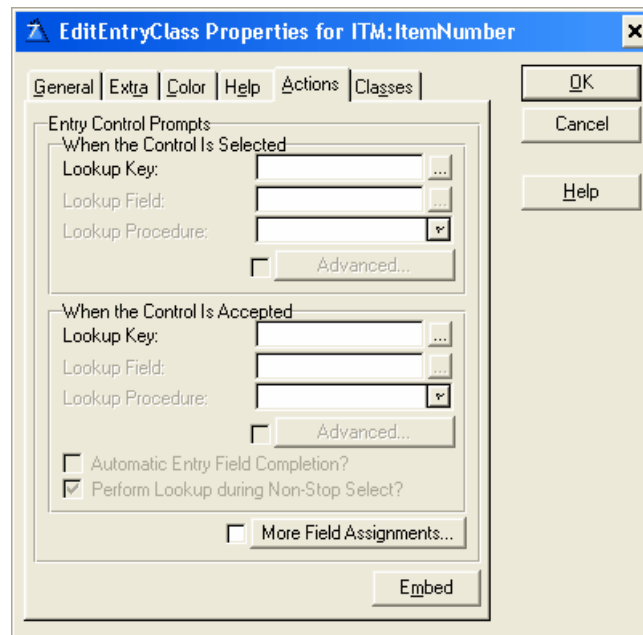 EditEntryClass Properties for ITM:ItemNumber
General Extra Color Help Actions Classes
OK
Cancel
Help
Entry Control Prompts
When the Control Is Selected
Lookup Key: ...
Lookup Field: ...
Lookup Procedure:
Advanced...
When the Control Is Accepted
Lookup Key: ...
Lookup Field: ...
Lookup Procedure:
Advanced...
Automatic Entry Field Completion?
Perform Lookup during Non-Stop Select?
More Field Assignments...
Embed